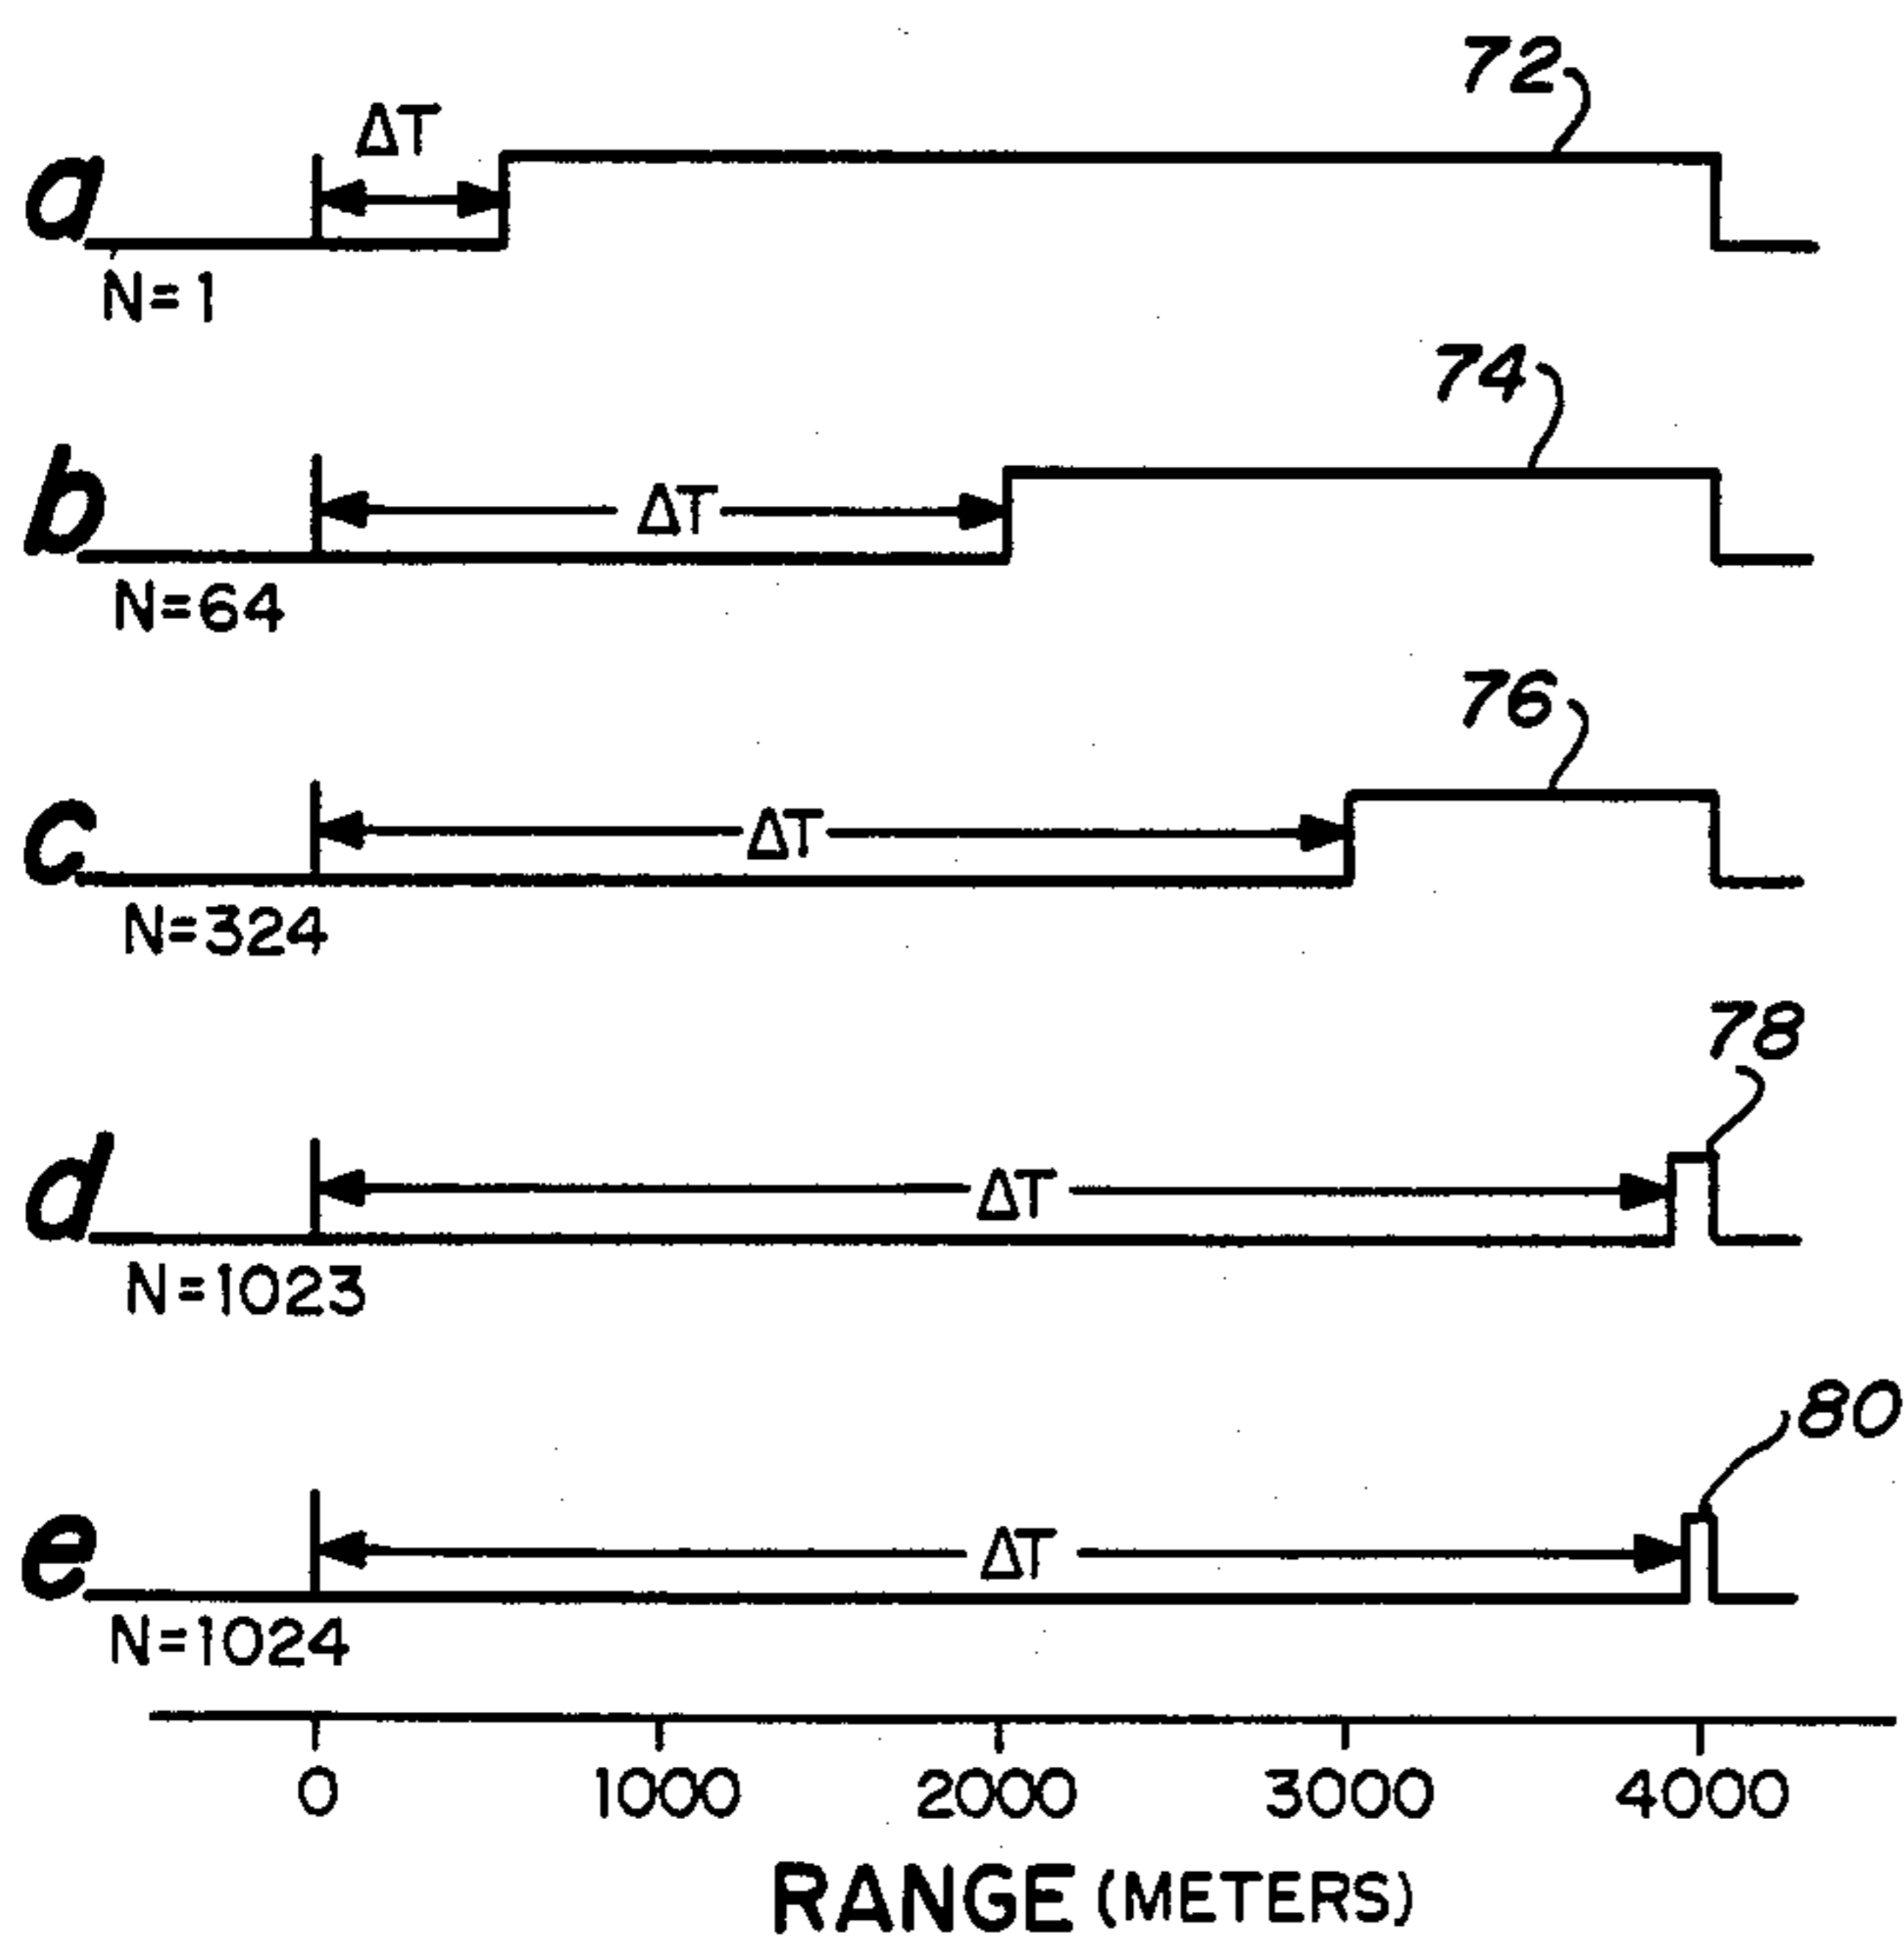 72
ΔT
a
N=1
74
b
ΔT
N=64
76
c
ΔT
N=324
78
d
ΔT
N=1023
80
e
ΔT
N=1024
0 1000 2000 3000 4000
RANGE (METERS)